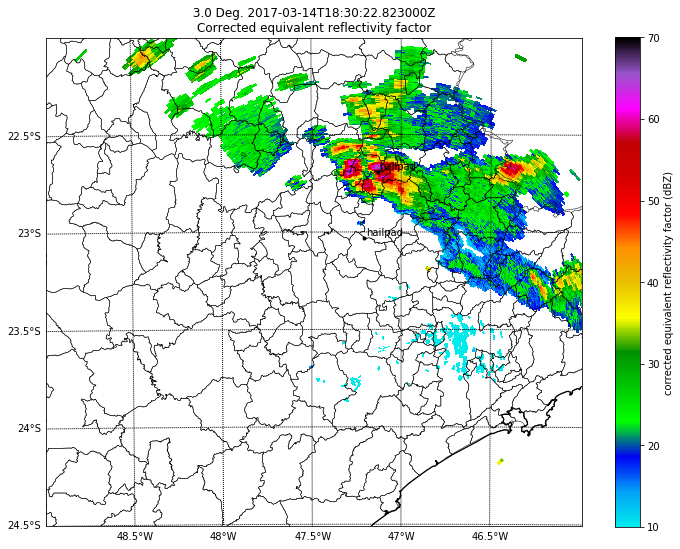 3.0 Deg. 2017-03-14T18:30:22.823000Z
Corrected equivalent reflectivity factor
70
60
50
40
30
20
10
corrected equivalent reflectivity factor (dBZ)
22.5°S
23°S
23.5°S
24°S
24.5°S
hailpad
hailpad
48.5°W
48°W
47.5°W
47°W
46.5°W